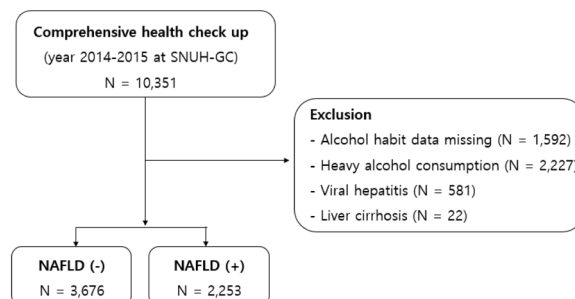 Comprehensive health check up
(year 2014-2015 at SNUH-GC)
N = 10,351
Exclusion
- Alcohol habit data missing (N = 1,592)
- Heavy alcohol consumption (N = 2,227)
- Viral hepatitis (N = 581)
- Liver cirrhosis (N = 22)
NAFLD (-)
N = 3,676
NAFLD (+)
N = 2,253